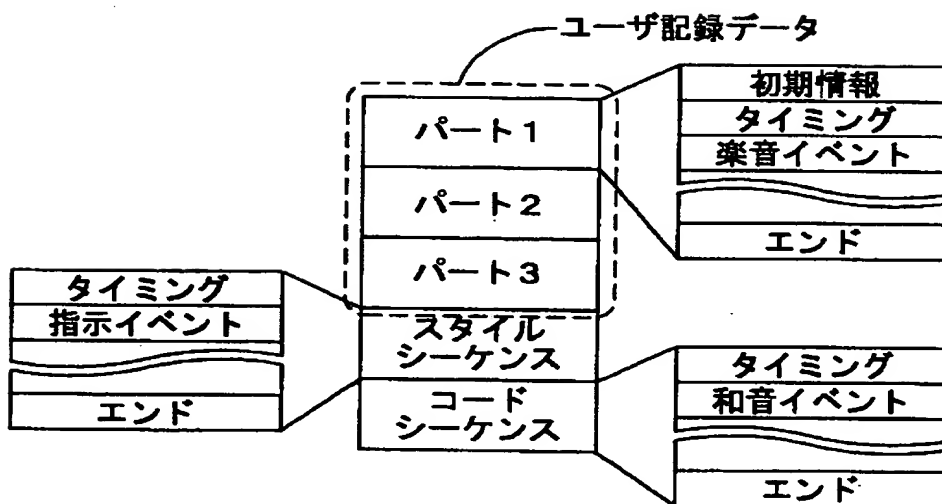 ユーザ記録データ
パート1
パート2
パート3
スタイル
シーケンス
コード
シーケンス
初期情報
タイミング
楽音イベント
エンド
タイミング
指示イベント
エンド
タイミング
和音イベント
エンド